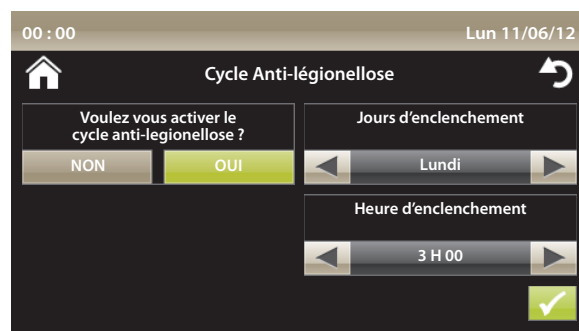 00 : 00
Lun 11/06/12
Cycle Anti-légionellose
Voulez vous activer le
cycle anti-legionellose ?
NON
OUI
Jours d'enclenchement
Lundi
Heure d'enclenchement
3 H 00